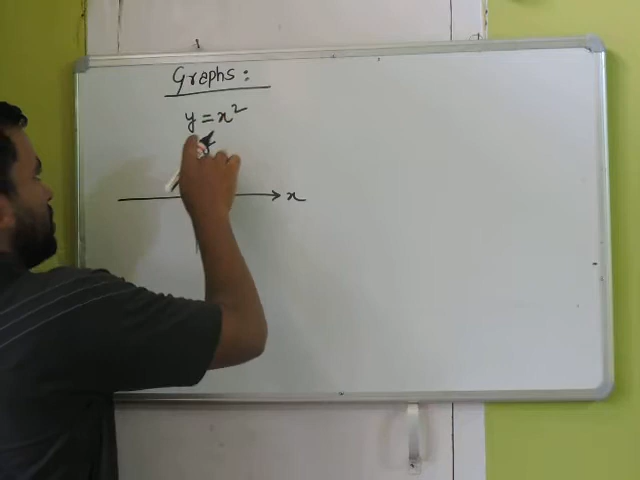 Graphs:
y = x²
y
x